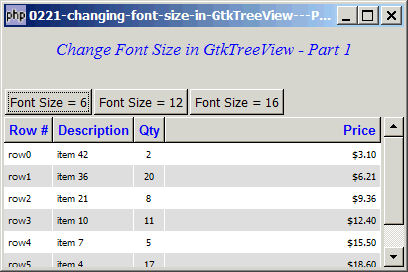 php 0221-changing-font-size-in-GtkTreeView---P...
Change Font Size in GtkTreeView - Part 1
Font Size = 6 Font Size = 12 Font Size = 16
Row # Description Qty Price
row0 item 42 2 $3.10
row1 item 36 20 $6.21
row2 item 21 8 $9.36
row3 item 10 11 $12.40
row4 item 7 5 $15.50
row5 item 4 17 $18.60